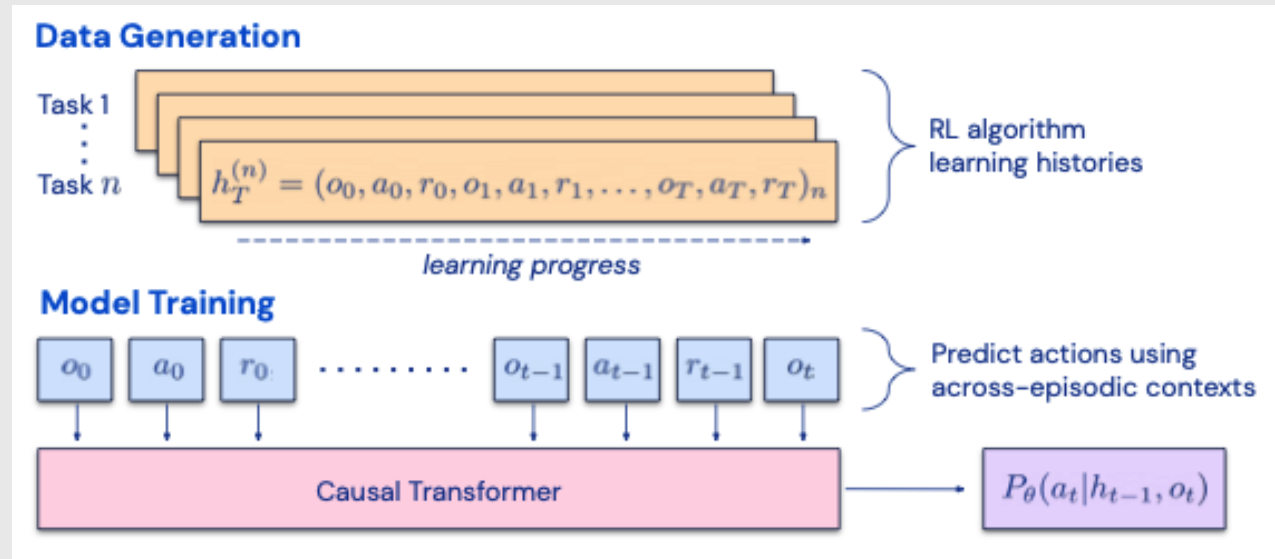 Data Generation
Task 1
Task n
h_T^{(n)} = (o_0, a_0, r_0, o_1, a_1, r_1, . . . , o_T, a_T, r_T)_n
RL algorithm
learning histories
learning progress
Model Training
o_0 a_0 r_0 ········· o_{t−1} a_{t−1} r_{t−1} o_t
Predict actions using
across-episodic contexts
Causal Transformer
P_θ(a_t|h_{t−1}, o_t)